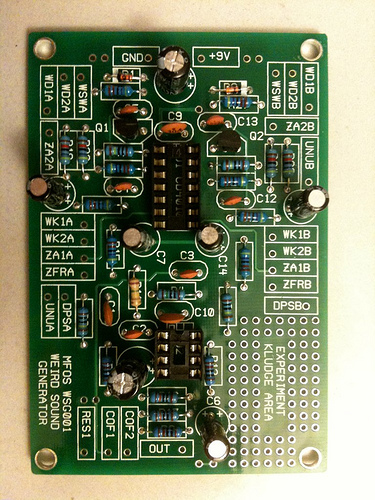 GND
+9V
WD1A
WD2A
WSWA
WSWB
WD2B
WD1B
Q1
C9
C13
Q2
ZA2B
ZA2A
UNUB
C12
WK1A
WK2A
ZA1A
ZFRA
WK1B
WK2B
ZA1B
ZFRB
C7
C14
C3
DPSBO
UNUA
DPSA
C10
C2
EXPERIMENT
KLUDGE AREA
MFOS WSG001
WEIRD SOUND
GENERATOR
C6
RES1
COF1
COF2
OUT